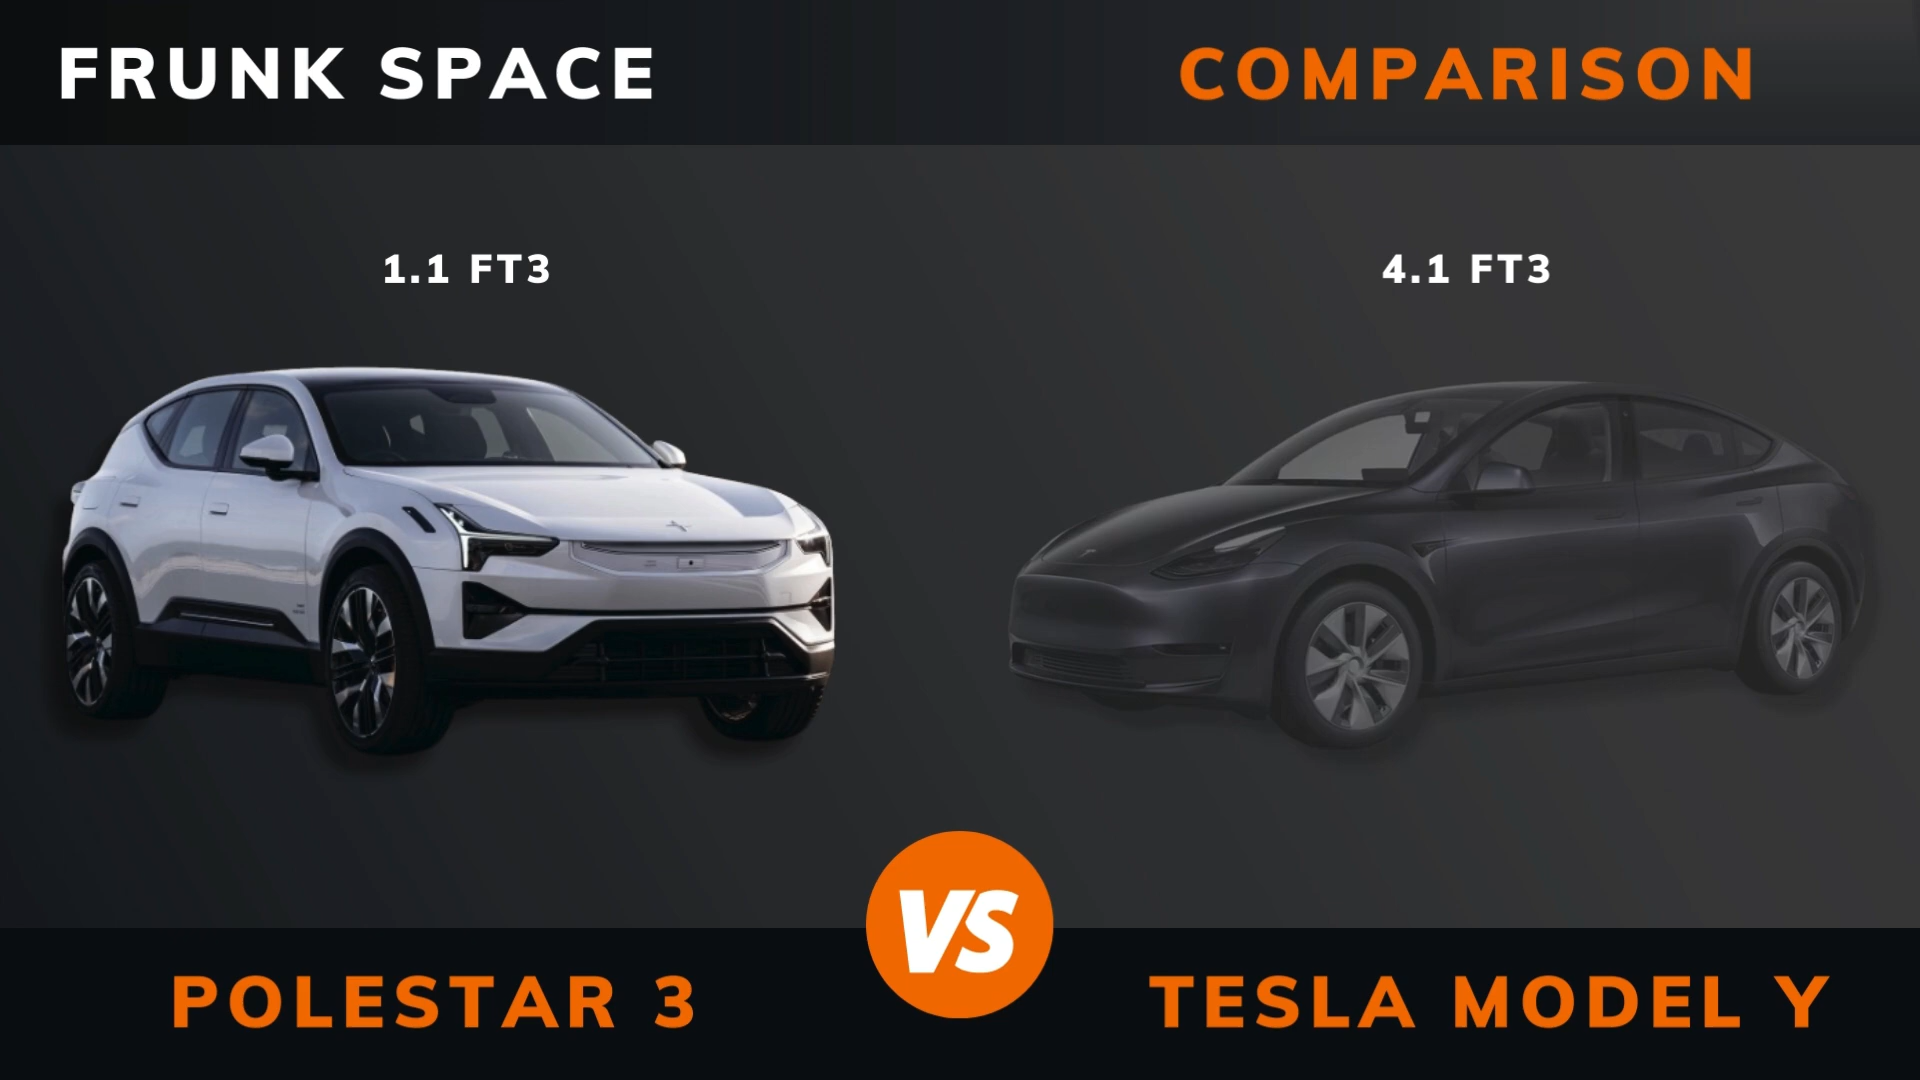 FRUNK SPACE
COMPARISON
1.1 FT3
4.1 FT3
VS
POLESTAR 3
TESLA MODEL Y